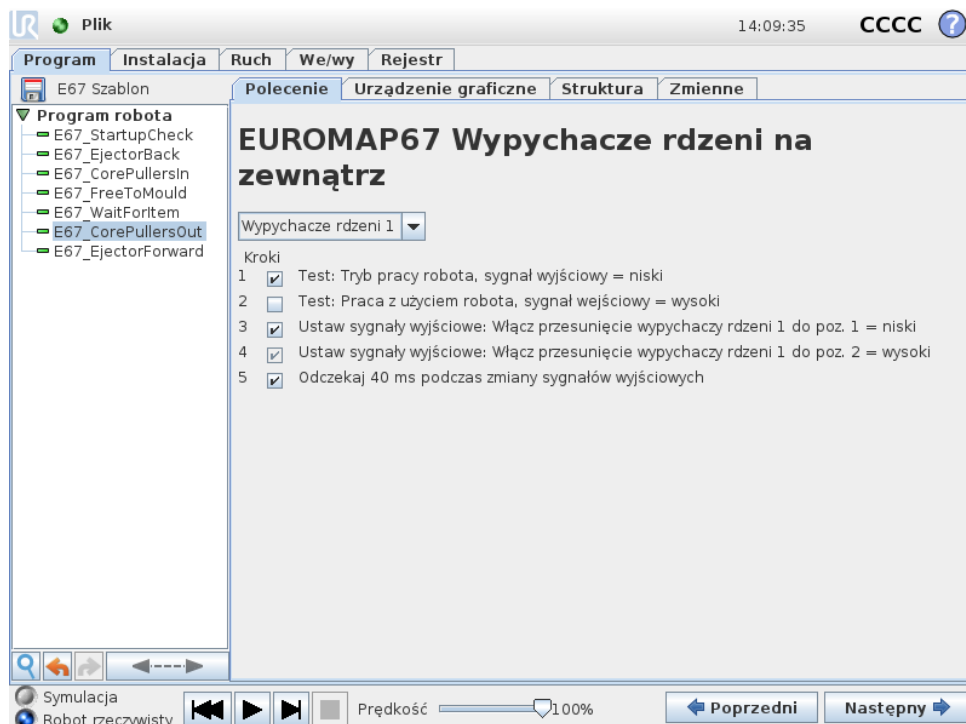 UR Plik 14:09:35 CCCC ?
Program Instalacja Ruch We/wy Rejestr
E67 Szablon
Polecenie Urządzenie graficzne Struktura Zmienne
Program robota
E67_StartupCheck
E67_EjectorBack
E67_CorePullersIn
E67_FreeToMould
E67_WaitForItem
E67_CorePullersOut
E67_EjectorForward
EUROMAP67 Wypychacze rdzeni na
zewnątrz
Wypychacze rdzeni 1
Kroki
1 Test: Tryb pracy robota, sygnał wyjściowy = niski
2 Test: Praca z użyciem robota, sygnał wejściowy = wysoki
3 Ustaw sygnały wyjściowe: Włącz przesunięcie wypychaczy rdzeni 1 do poz. 1 = niski
4 Ustaw sygnały wyjściowe: Włącz przesunięcie wypychaczy rdzeni 1 do poz. 2 = wysoki
5 Odczekaj 40 ms podczas zmiany sygnałów wyjściowych
Symulacja
Robot rzeczywisty
Prędkość 100%
Poprzedni Następny